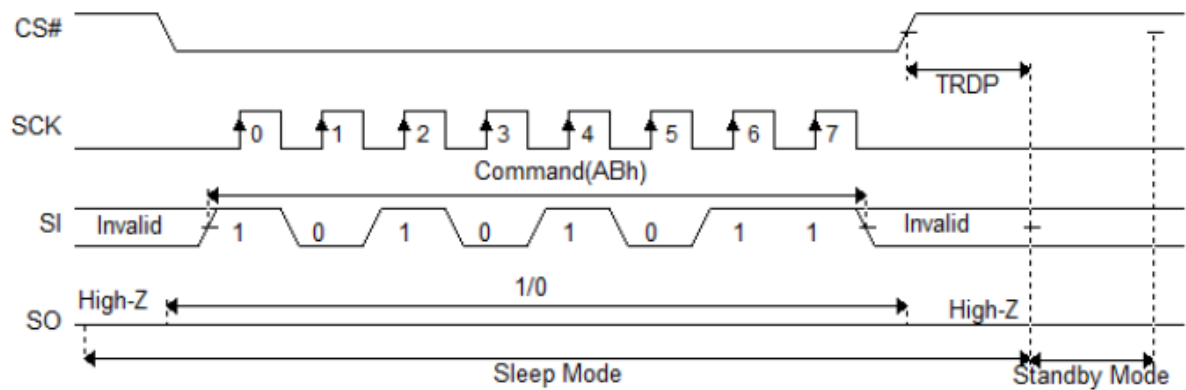 CS#
TRDP
SCK 0 1 2 3 4 5 6 7
Command(ABh)
SI Invalid 1 0 1 0 1 0 1 1 Invalid
1/0
High-Z High-Z
SO
Sleep Mode Standby Mode